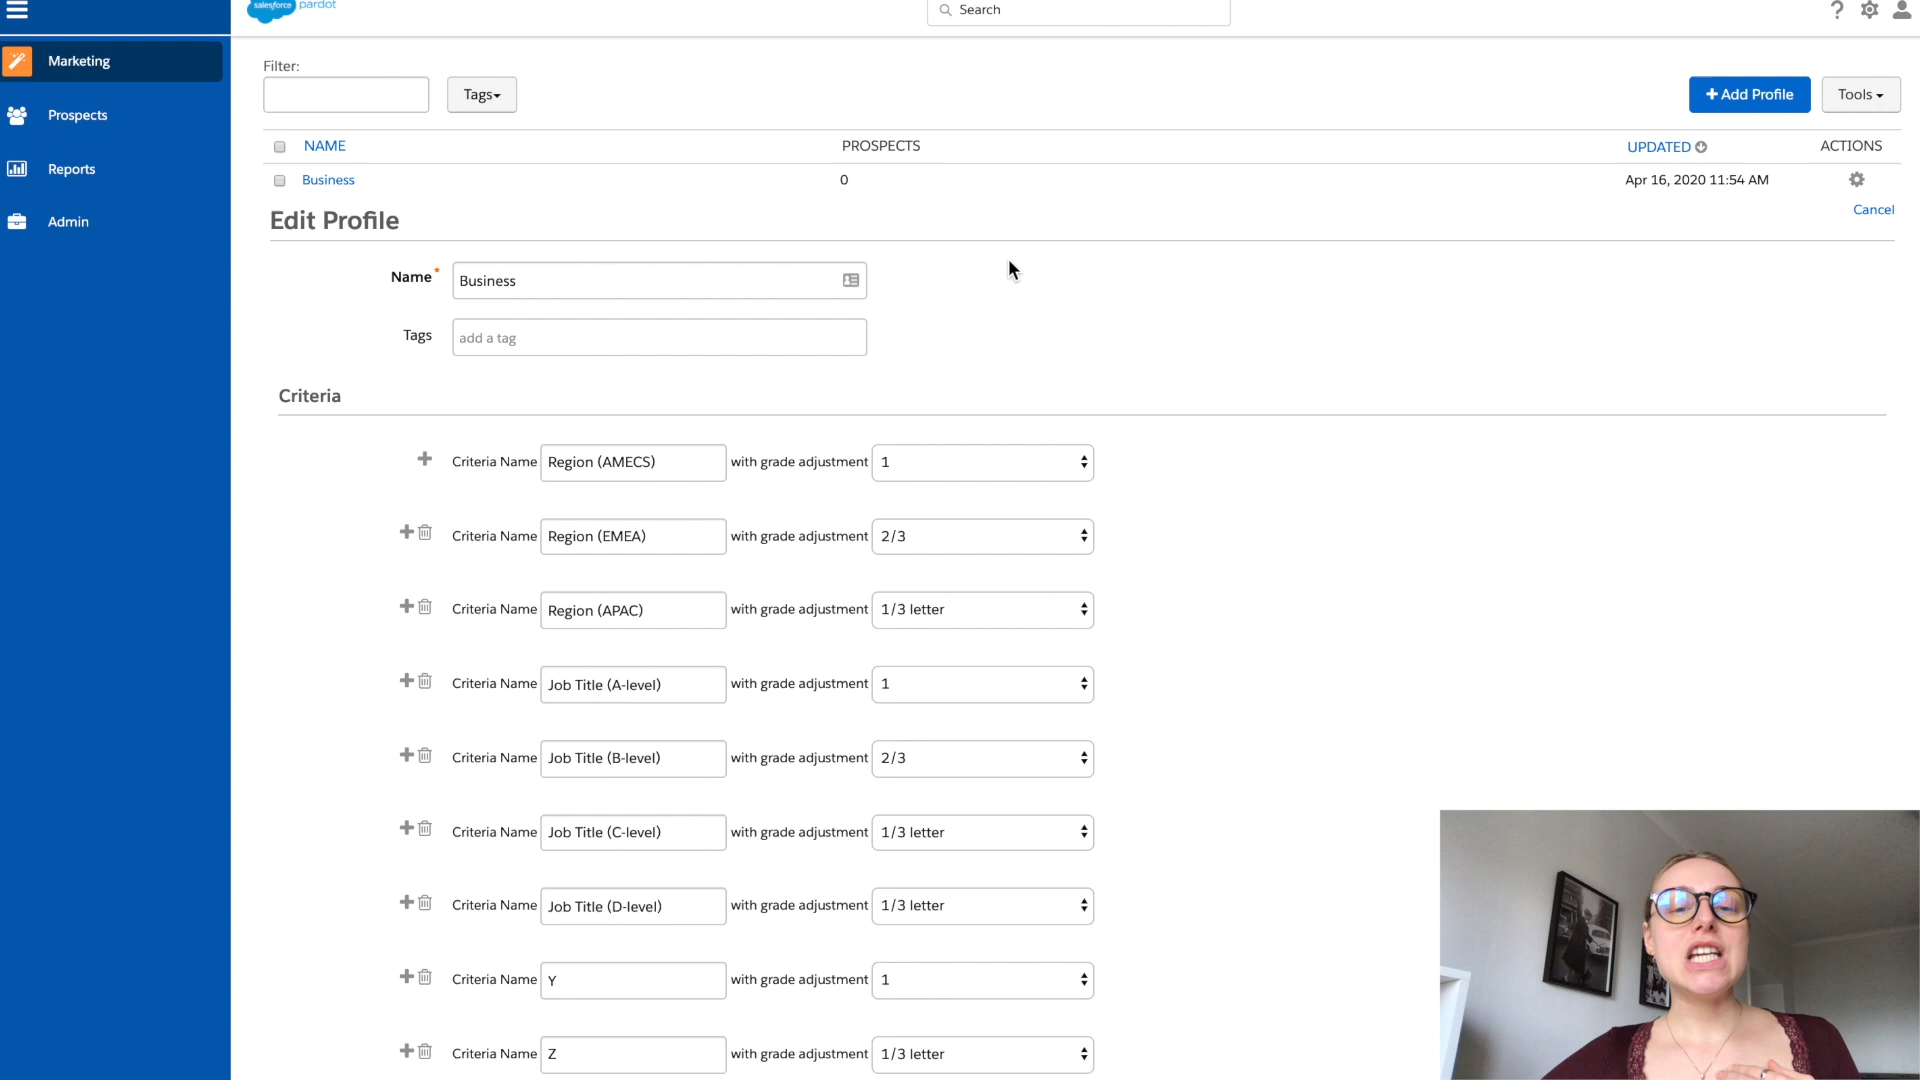 salesforce pardot
Search
?
Marketing
Prospects
Reports
Admin
Filter:
Tags
+ Add Profile
Tools
NAME PROSPECTS UPDATED ACTIONS
Business 0 Apr 16, 2020 11:54 AM
Edit Profile
Cancel
Name* Business
Tags add a tag
Criteria
Criteria Name Region (AMECS) with grade adjustment 1
Criteria Name Region (EMEA) with grade adjustment 2/3
Criteria Name Region (APAC) with grade adjustment 1/3 letter
Criteria Name Job Title (A-level) with grade adjustment 1
Criteria Name Job Title (B-level) with grade adjustment 2/3
Criteria Name Job Title (C-level) with grade adjustment 1/3 letter
Criteria Name Job Title (D-level) with grade adjustment 1/3 letter
Criteria Name Y with grade adjustment 1
Criteria Name Z with grade adjustment 1/3 letter